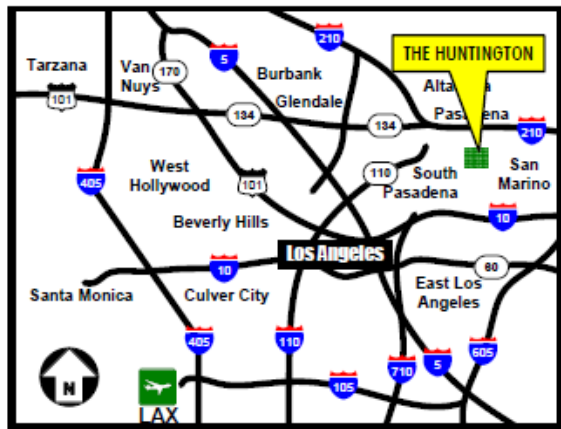 210
THE HUNTINGTON
Tarzana
Van
Nuys
170
5
Burbank
Glendale
Pasadena
101
134
134
210
West
Hollywood
405
101
110
South
Pasadena
San
Marino
Beverly Hills
10
Los Angeles
10
60
Santa Monica
Culver City
East Los
Angeles
405
110
710
5
605
N
LAX
105